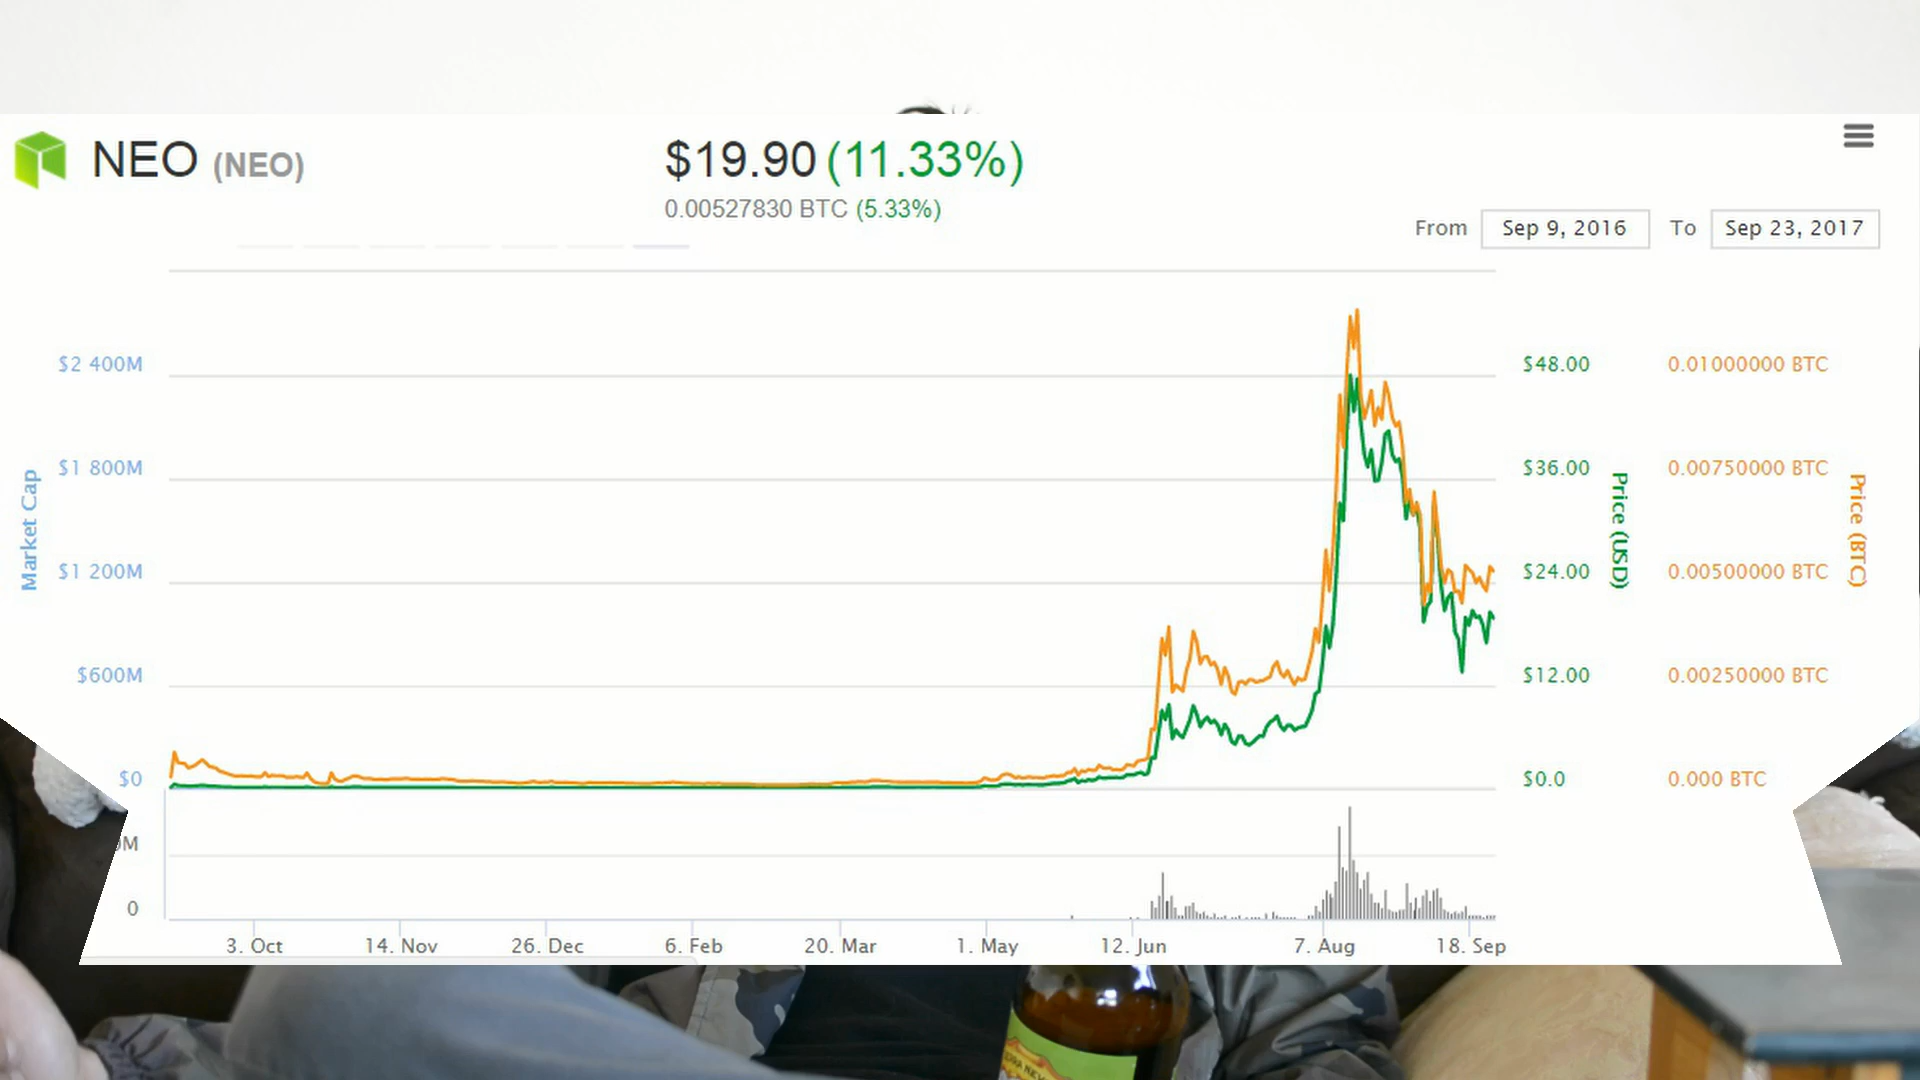 NEO (NEO)
$19.90 (11.33%)
0.00527830 BTC (5.33%)
From Sep 9, 2016 To Sep 23, 2017
$2 400M
$1 800M
$1 200M
$600M
$0
Market Cap
0
$48.00
$36.00
$24.00
$12.00
$0.0
Price (USD)
0.01000000 BTC
0.00750000 BTC
0.00500000 BTC
0.00250000 BTC
0.000 BTC
Price (BTC)
3. Oct 14. Nov 26. Dec 6. Feb 20. Mar 1. May 12. Jun 7. Aug 18. Sep